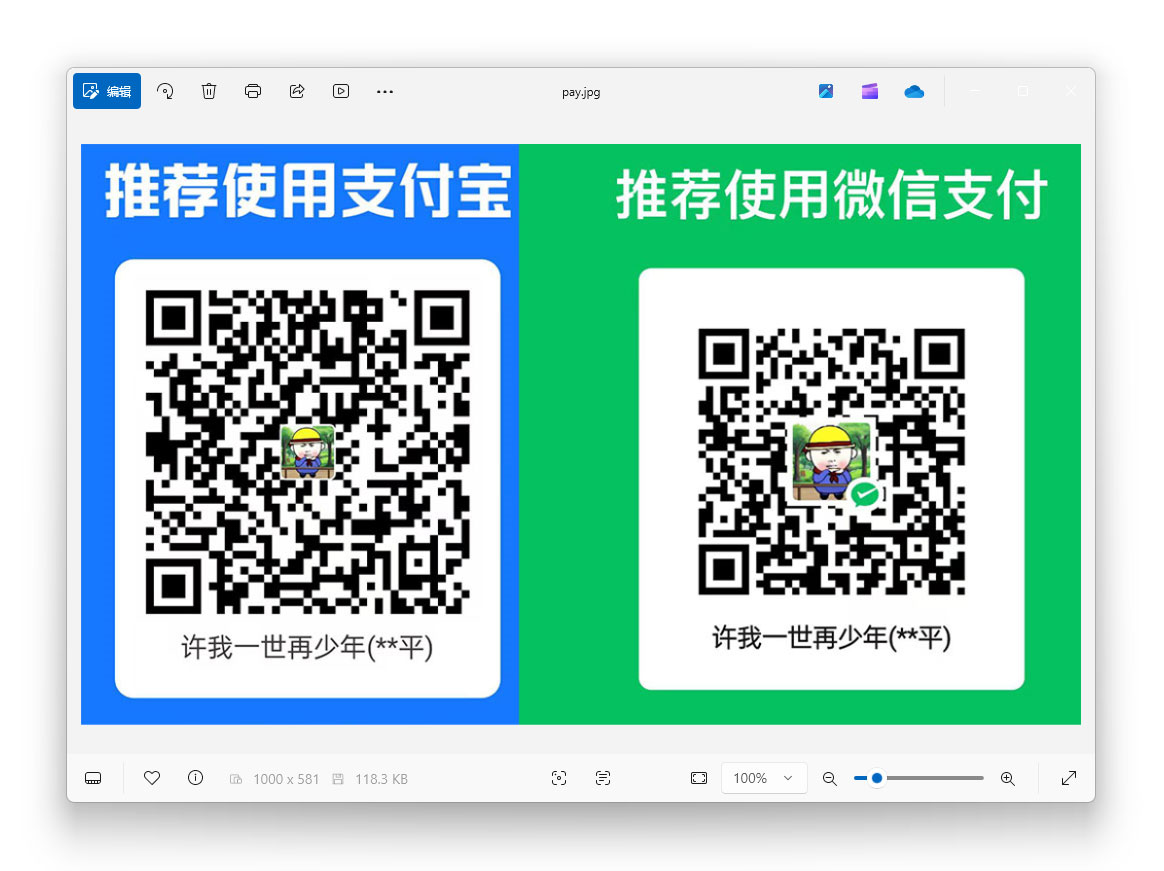 编辑
pay.jpg
推荐使用支付宝
推荐使用微信支付
许我一世再少年(**平)
许我一世再少年(**平)
1000 x 581
118.3 KB
100%